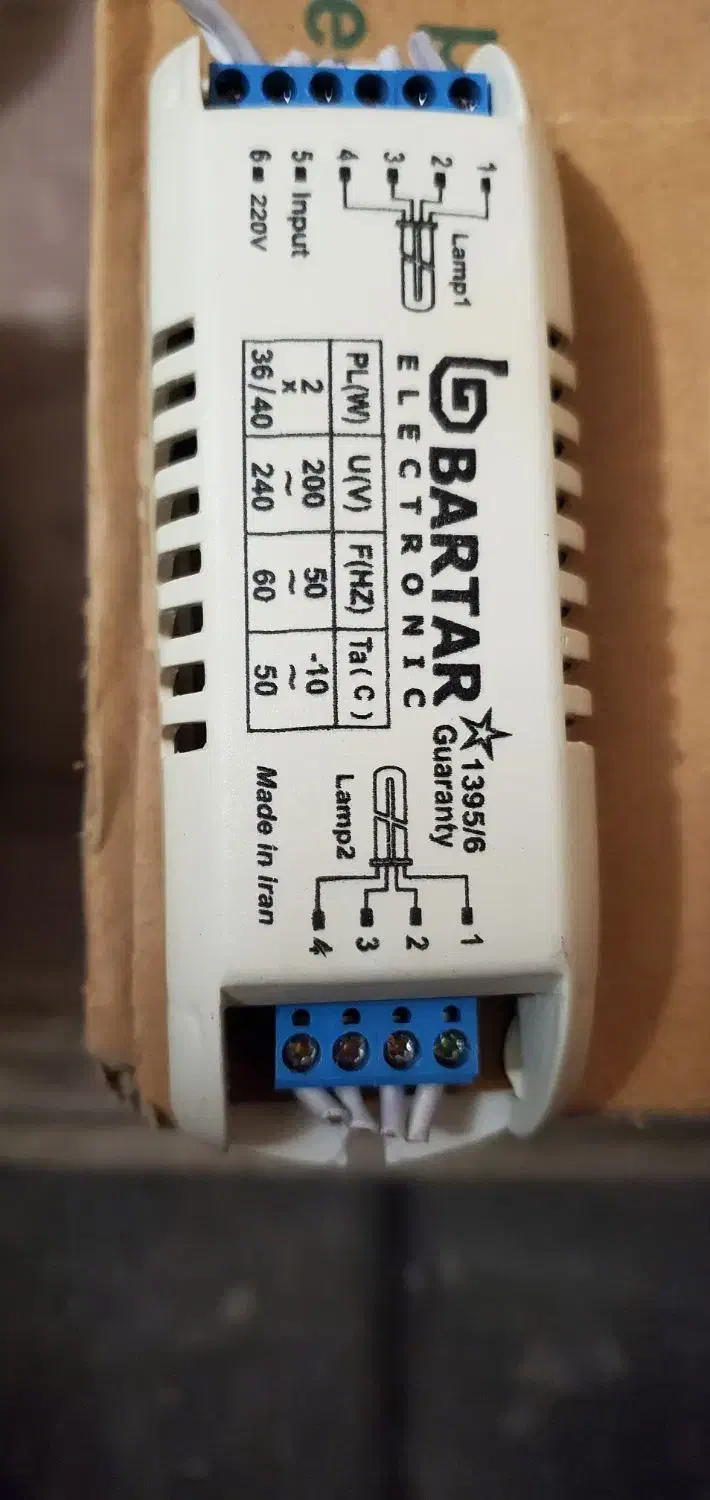 BARTAR
ELECTRONIC
1395/6
Guaranty
PL(W) U(V) F(HZ) Ta(C)
2 x 36/40 200 ~ 240 50 ~ 60 -10 ~ 50
Lamp1
1
2
3
4
5 Input
6 220V
Lamp2
1
2
3
4
Made in iran